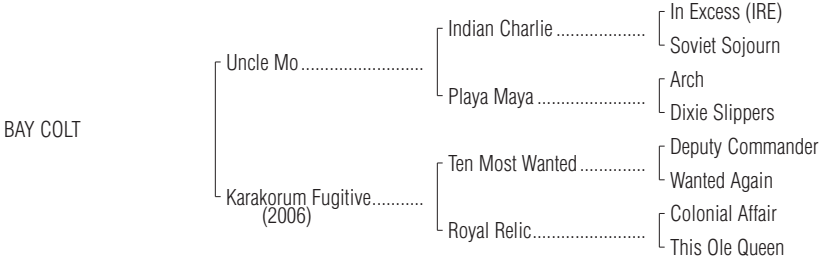 In Excess (IRE)
Indian Charlie ...................
Soviet Sojourn
Uncle Mo ..........................
Arch
Playa Maya .......................
Dixie Slippers
BAY COLT
Deputy Commander
Ten Most Wanted ..............
Wanted Again
Karakorum Fugitive...........
(2006)
Colonial Affair
Royal Relic........................
This Ole Queen